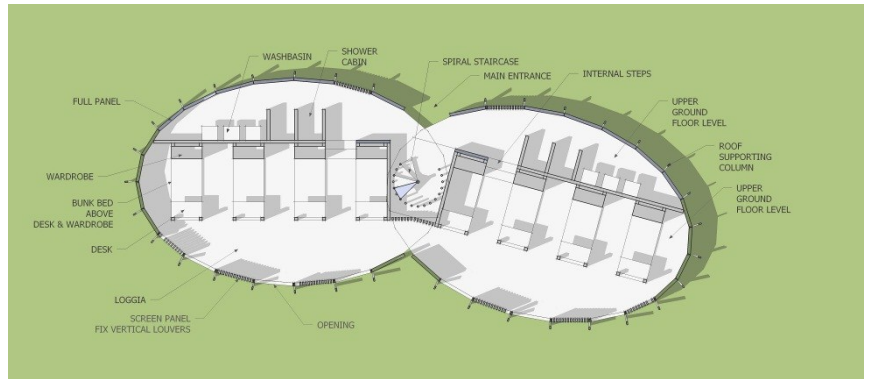 WASHBASIN
SHOWER
CABIN
SPIRAL STAIRCASE
MAIN ENTRANCE
INTERNAL STEPS
FULL PANEL
UPPER
GROUND
FLOOR LEVEL
ROOF
SUPPORTING
COLUMN
WARDROBE
UPPER
GROUND
FLOOR LEVEL
BUNK BED
ABOVE
DESK & WARDROBE
DESK
LOGGIA
SCREEN PANEL
FIX VERTICAL LOUVERS
OPENING